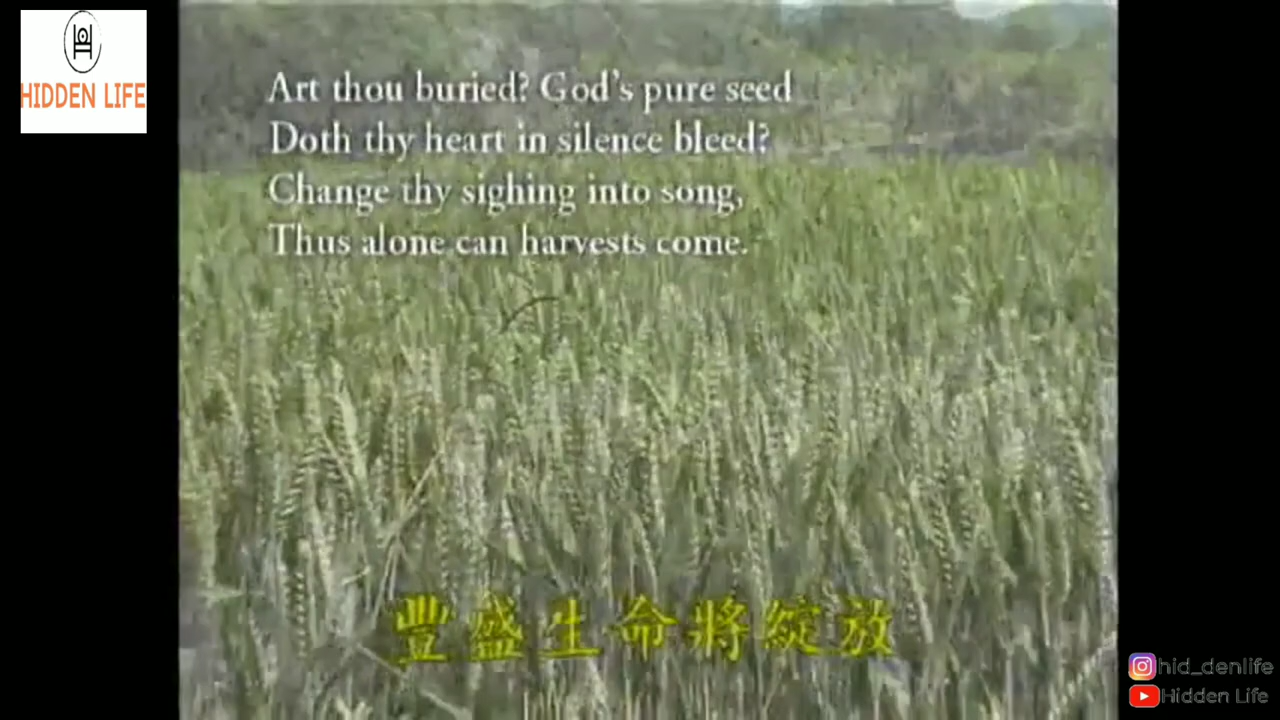 HIDDEN LIFE
Art thou buried? God's pure seed
Doth thy heart in silence bleed?
Change thy sighing into song,
Thus alone can harvests come.
豐盛生命將綻放
hid_denlife
Hidden Life